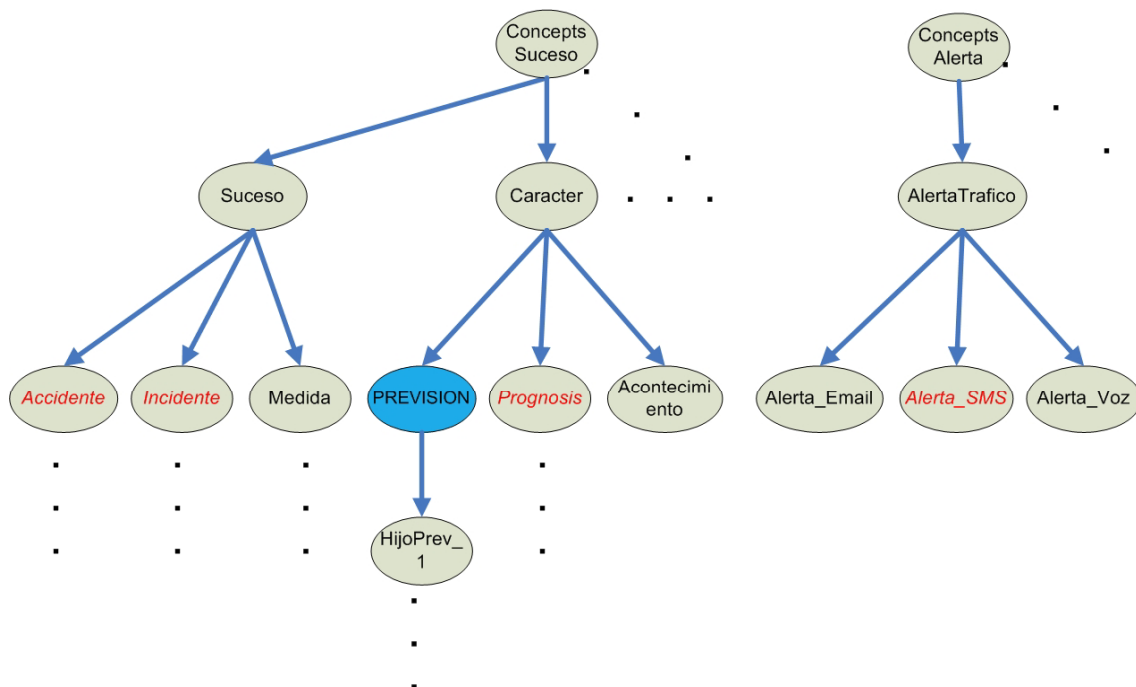 Concepts
Suceso
Concepts
Alerta
Suceso
Caracter
AlertaTrafico
Accidente
Incidente
Medida
PREVISION
Prognosis
Acontecimi
ento
Alerta_Email
Alerta_SMS
Alerta_Voz
HijoPrev_
1